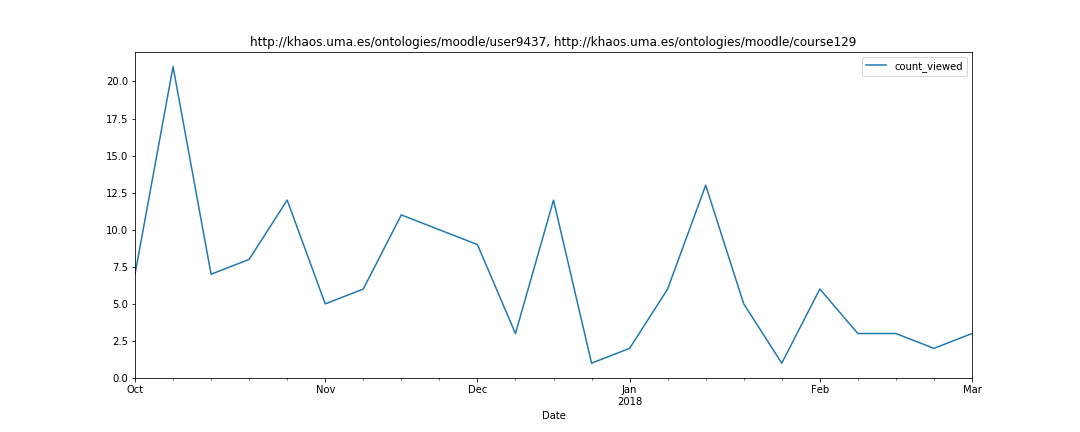 http://khaos.uma.es/ontologies/moodle/user9437, http://khaos.uma.es/ontologies/moodle/course129
count_viewed
20.0
17.5
15.0
12.5
10.0
7.5
5.0
2.5
0.0
Oct Nov Dec Jan Feb Mar
2018
Date